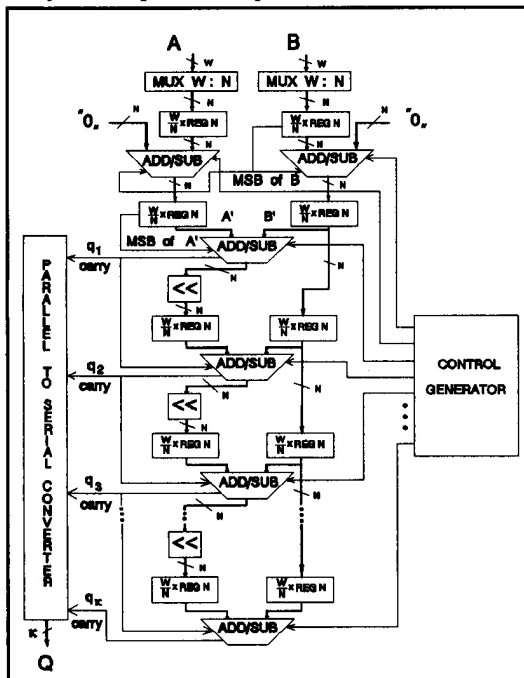 A B
W W
MUX W : N MUX W : N
N N
"0„ N W/N × REG N W/N × REG N N "0„
N N
ADD/SUB ADD/SUB
MSB of B
N N
W/N × REG N A' B' W/N × REG N
MSB of A'
q1 ADD/SUB
carry
N N
<<
N
W/N × REG N W/N × REG N
q2 ADD/SUB
carry
N N
<<
N
W/N × REG N W/N × REG N
q3 ADD/SUB
carry
N N
<<
N
W/N × REG N W/N × REG N
qK
carry ADD/SUB
PARALLEL TO SERIAL CONVERTER
CONTROL
GENERATOR
K
Q